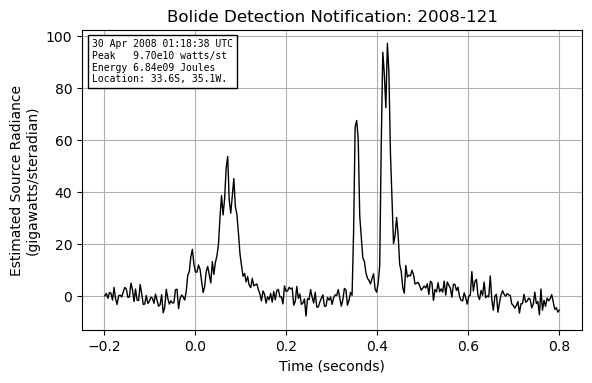 Bolide Detection Notification: 2008-121
30 Apr 2008 01:18:38 UTC
Peak   9.70e10 watts/st
Energy 6.84e09 Joules
Location: 33.6S, 35.1W.
Estimated Source Radiance
(gigawatts/steradian)
100
80
60
40
20
0
−0.2
0.0
0.2
0.4
0.6
0.8
Time (seconds)